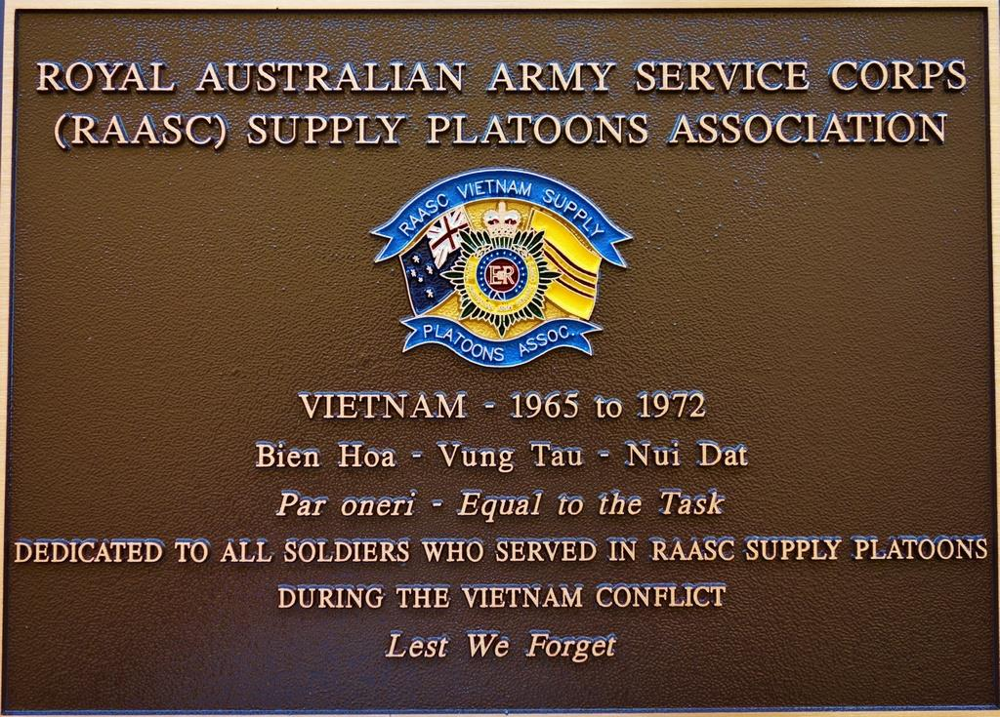 ROYAL AUSTRALIAN ARMY SERVICE CORPS
(RAASC) SUPPLY PLATOONS ASSOCIATION
RAASC VIETNAM SUPPLY
EIIR
PLATOONS ASSOC.
VIETNAM - 1965 to 1972
Bien Hoa - Vung Tau - Nui Dat
Par oneri - Equal to the Task
DEDICATED TO ALL SOLDIERS WHO SERVED IN RAASC SUPPLY PLATOONS
DURING THE VIETNAM CONFLICT
Lest We Forget